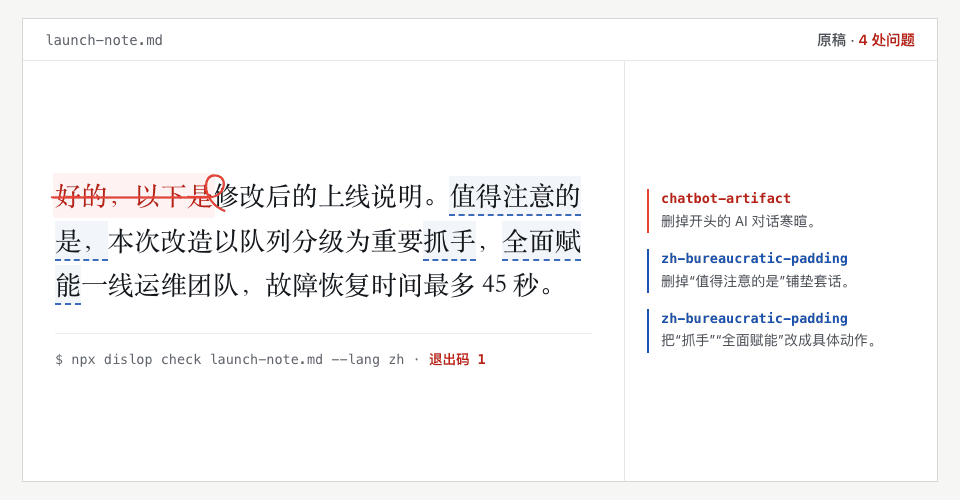 launch-note.md
原稿 · 4 处问题
好的，以下是修改后的上线说明。值得注意的
是，本次改造以队列分级为重要抓手，全面赋
能一线运维团队，故障恢复时间最多 45 秒。
$ npx dislop check launch-note.md --lang zh · 退出码 1
chatbot-artifact
删掉开头的 AI 对话寒暄。
zh-bureaucratic-padding
删掉“值得注意的是”铺垫套话。
zh-bureaucratic-padding
把“抓手”“全面赋能”改成具体动作。